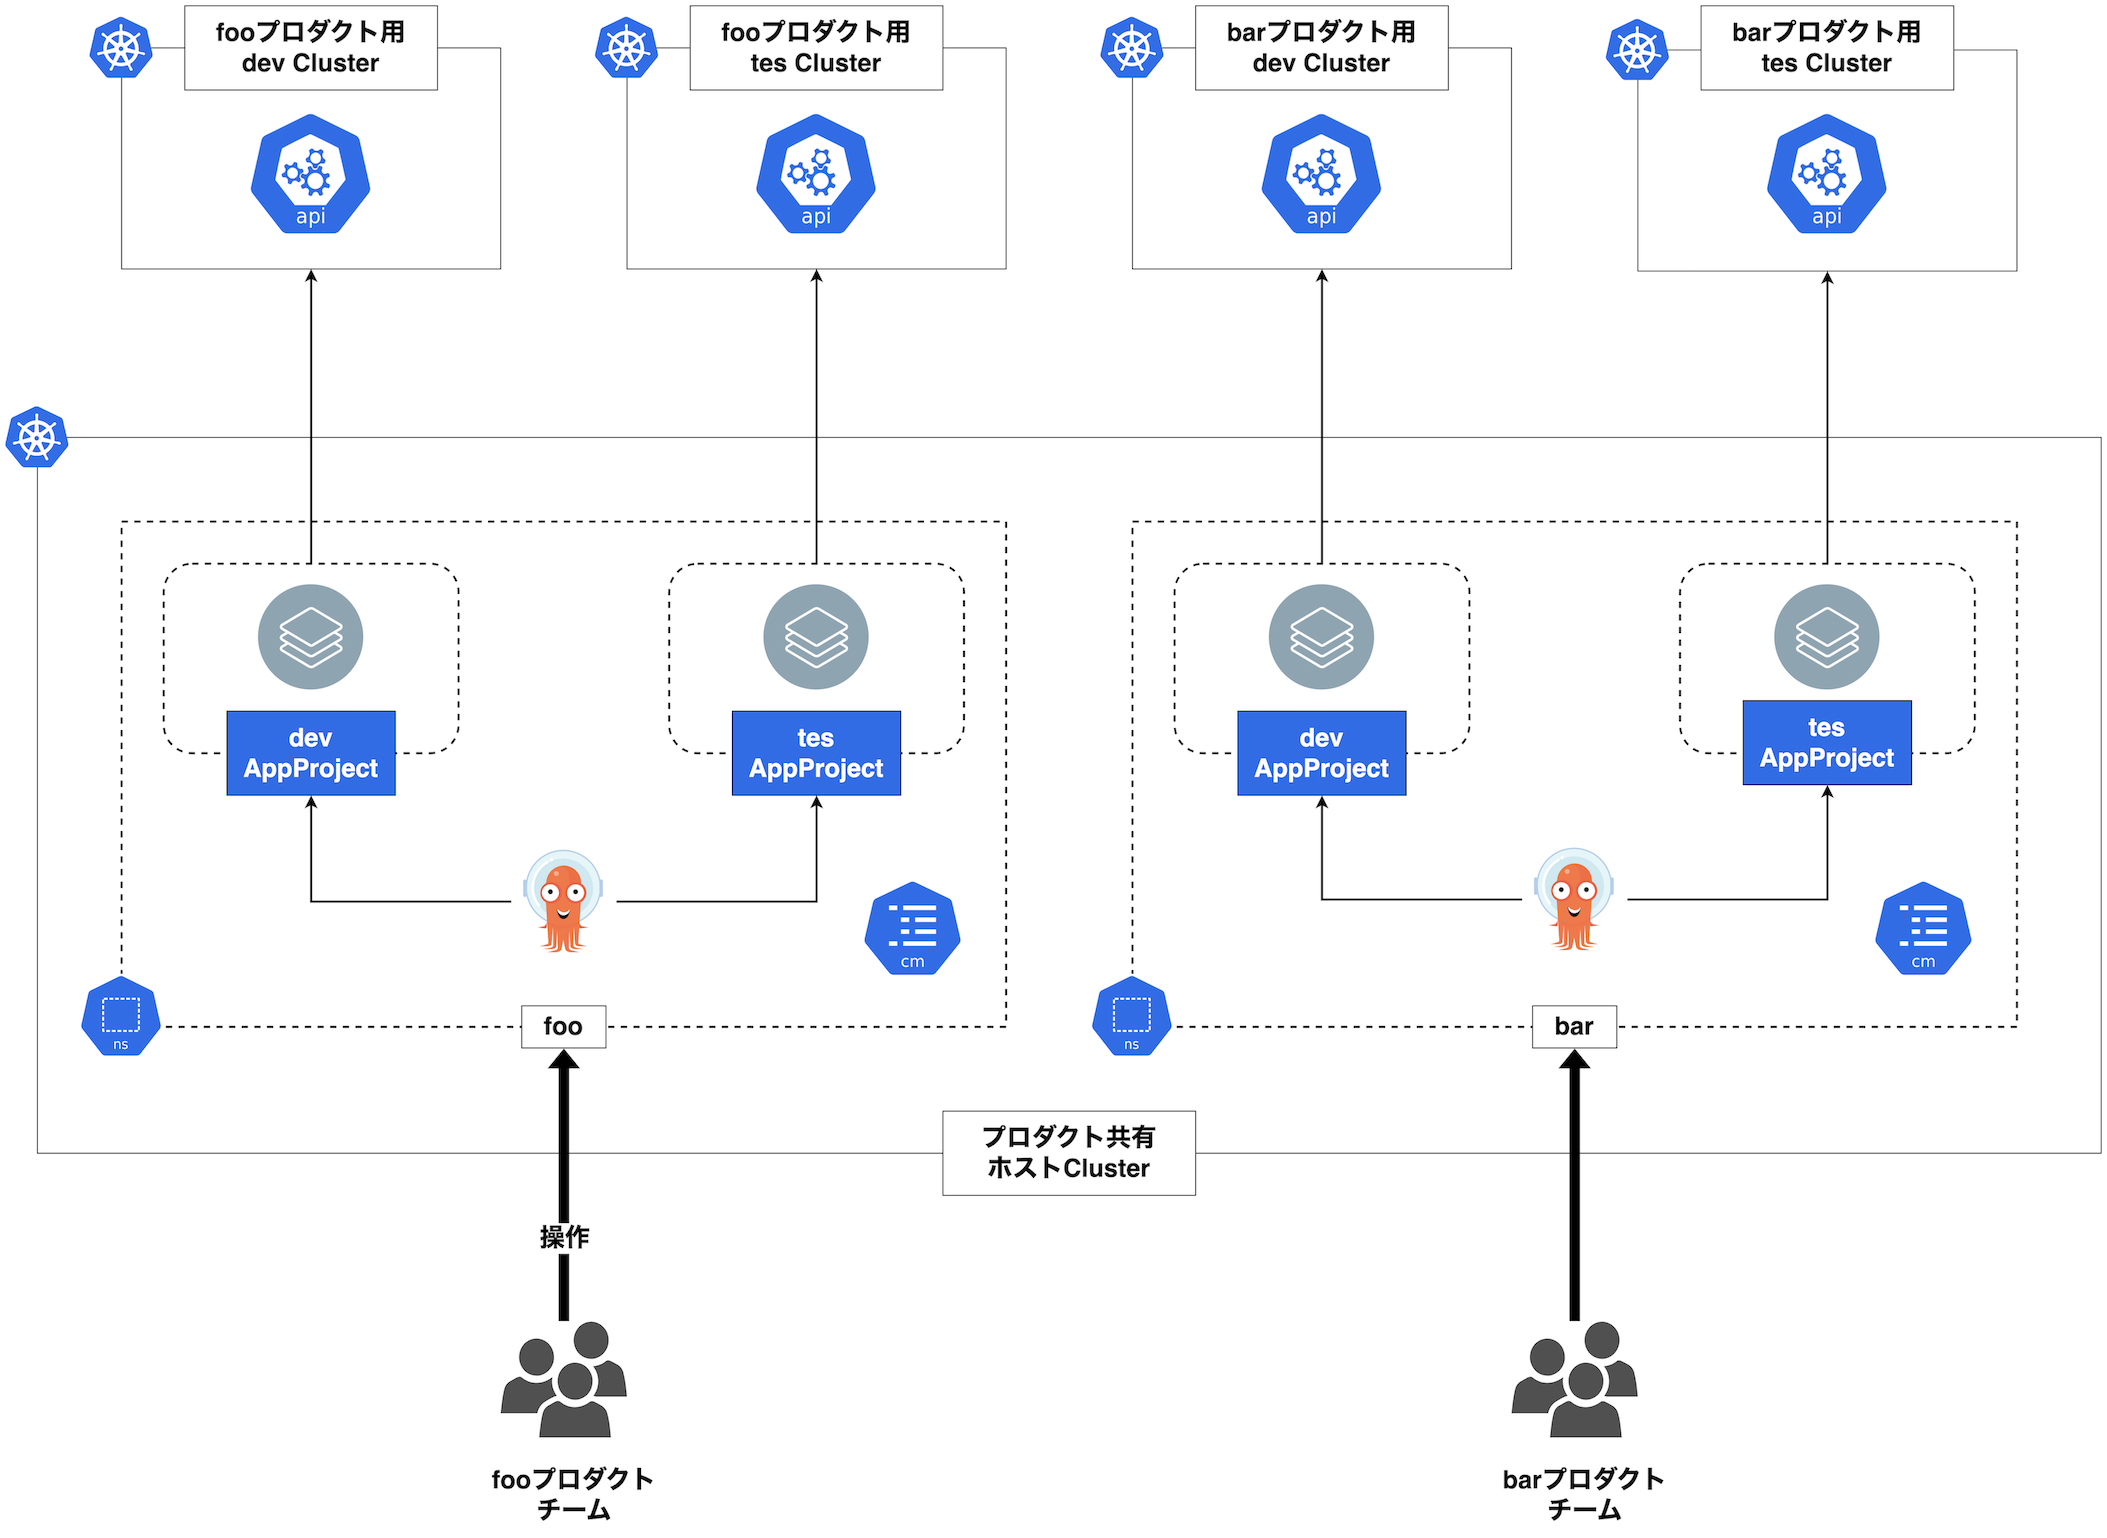 fooプロダクト用
dev Cluster
fooプロダクト用
tes Cluster
barプロダクト用
dev Cluster
barプロダクト用
tes Cluster
api
api
api
api
dev
AppProject
tes
AppProject
dev
AppProject
tes
AppProject
cm
cm
ns
foo
ns
bar
プロダクト共有
ホストCluster
操作
fooプロダクト
チーム
barプロダクト
チーム